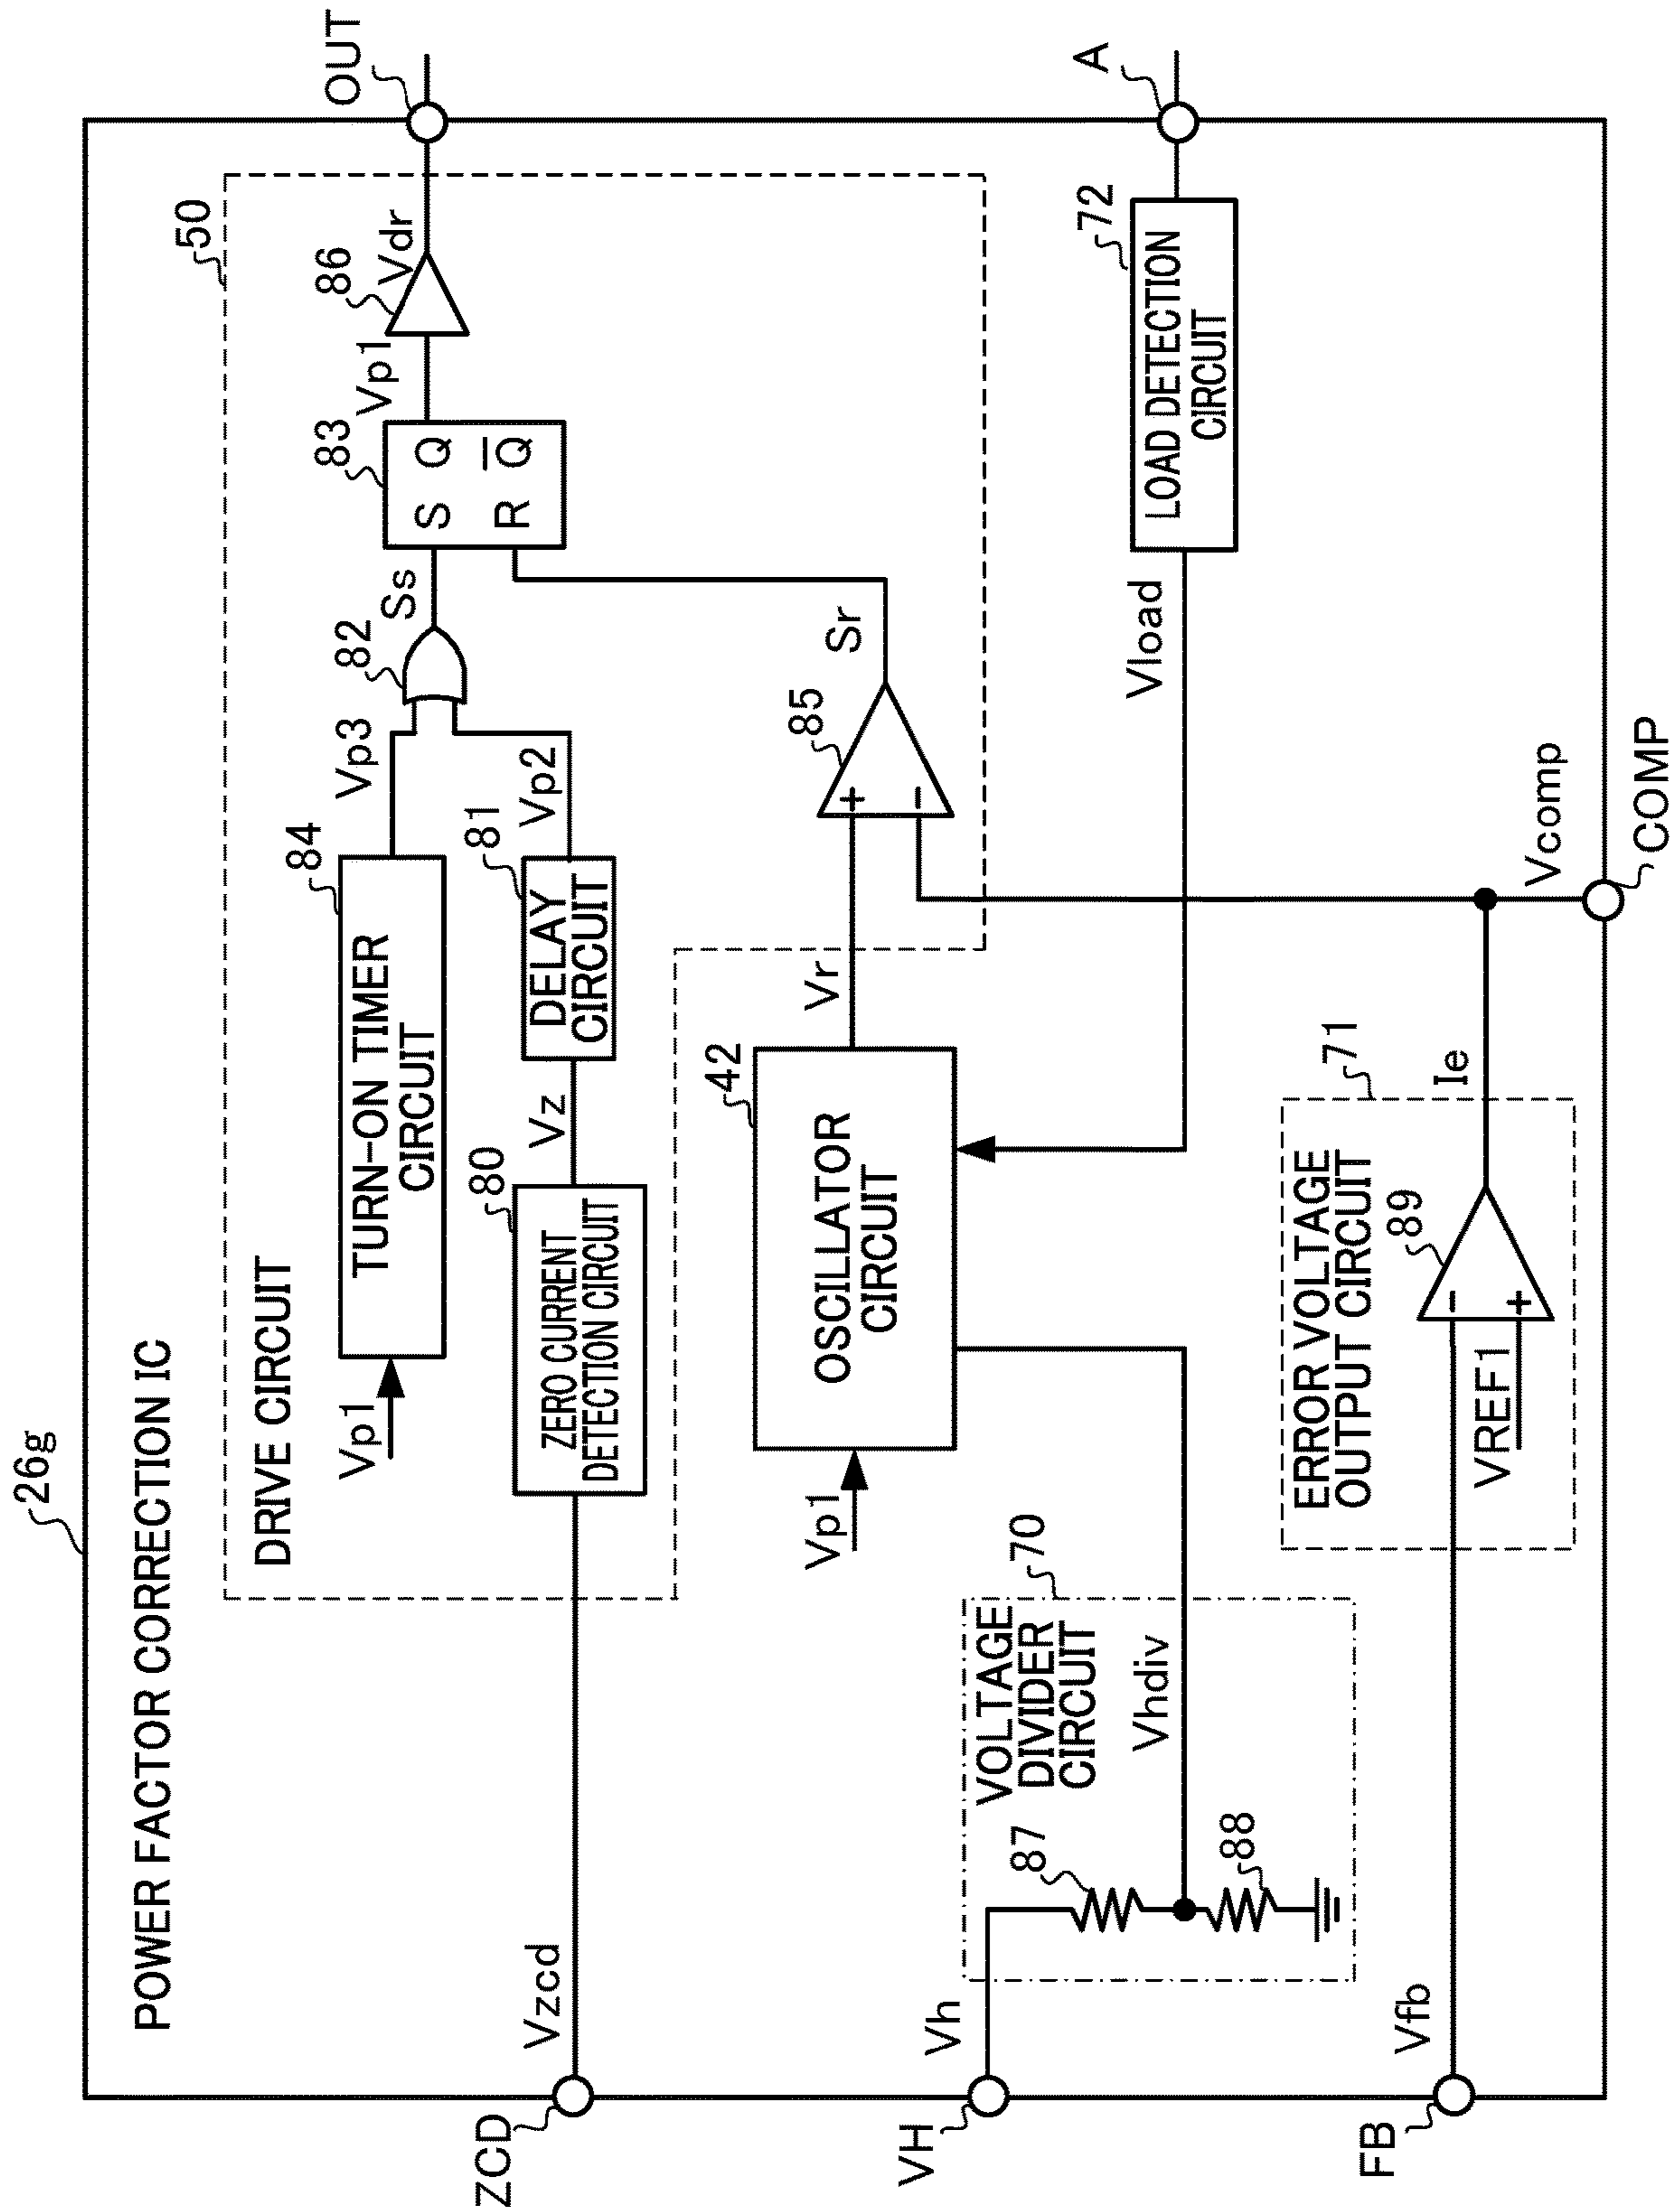 26g
POWER FACTOR CORRECTION IC
DRIVE CIRCUIT
50
OUT
Vp1
TURN-ON TIMER
CIRCUIT
84
Vp3
82
Ss
83
S
Q
R
Q
Vp1
86
Vdr
ZCD
Vzcd
80
ZERO CURRENT
DETECTION CIRCUIT
Vz
81
DELAY
CIRCUIT
Vp2
Vp1
42
OSCILLATOR
CIRCUIT
Vr
85
+
-
Sr
VH
Vh
VOLTAGE
DIVIDER
CIRCUIT
70
87
88
Vhdiv
Vload
72
LOAD DETECTION
CIRCUIT
A
FB
Vfb
ERROR VOLTAGE
OUTPUT CIRCUIT
71
VREF1
89
-
+
Ie
Vcomp
COMP